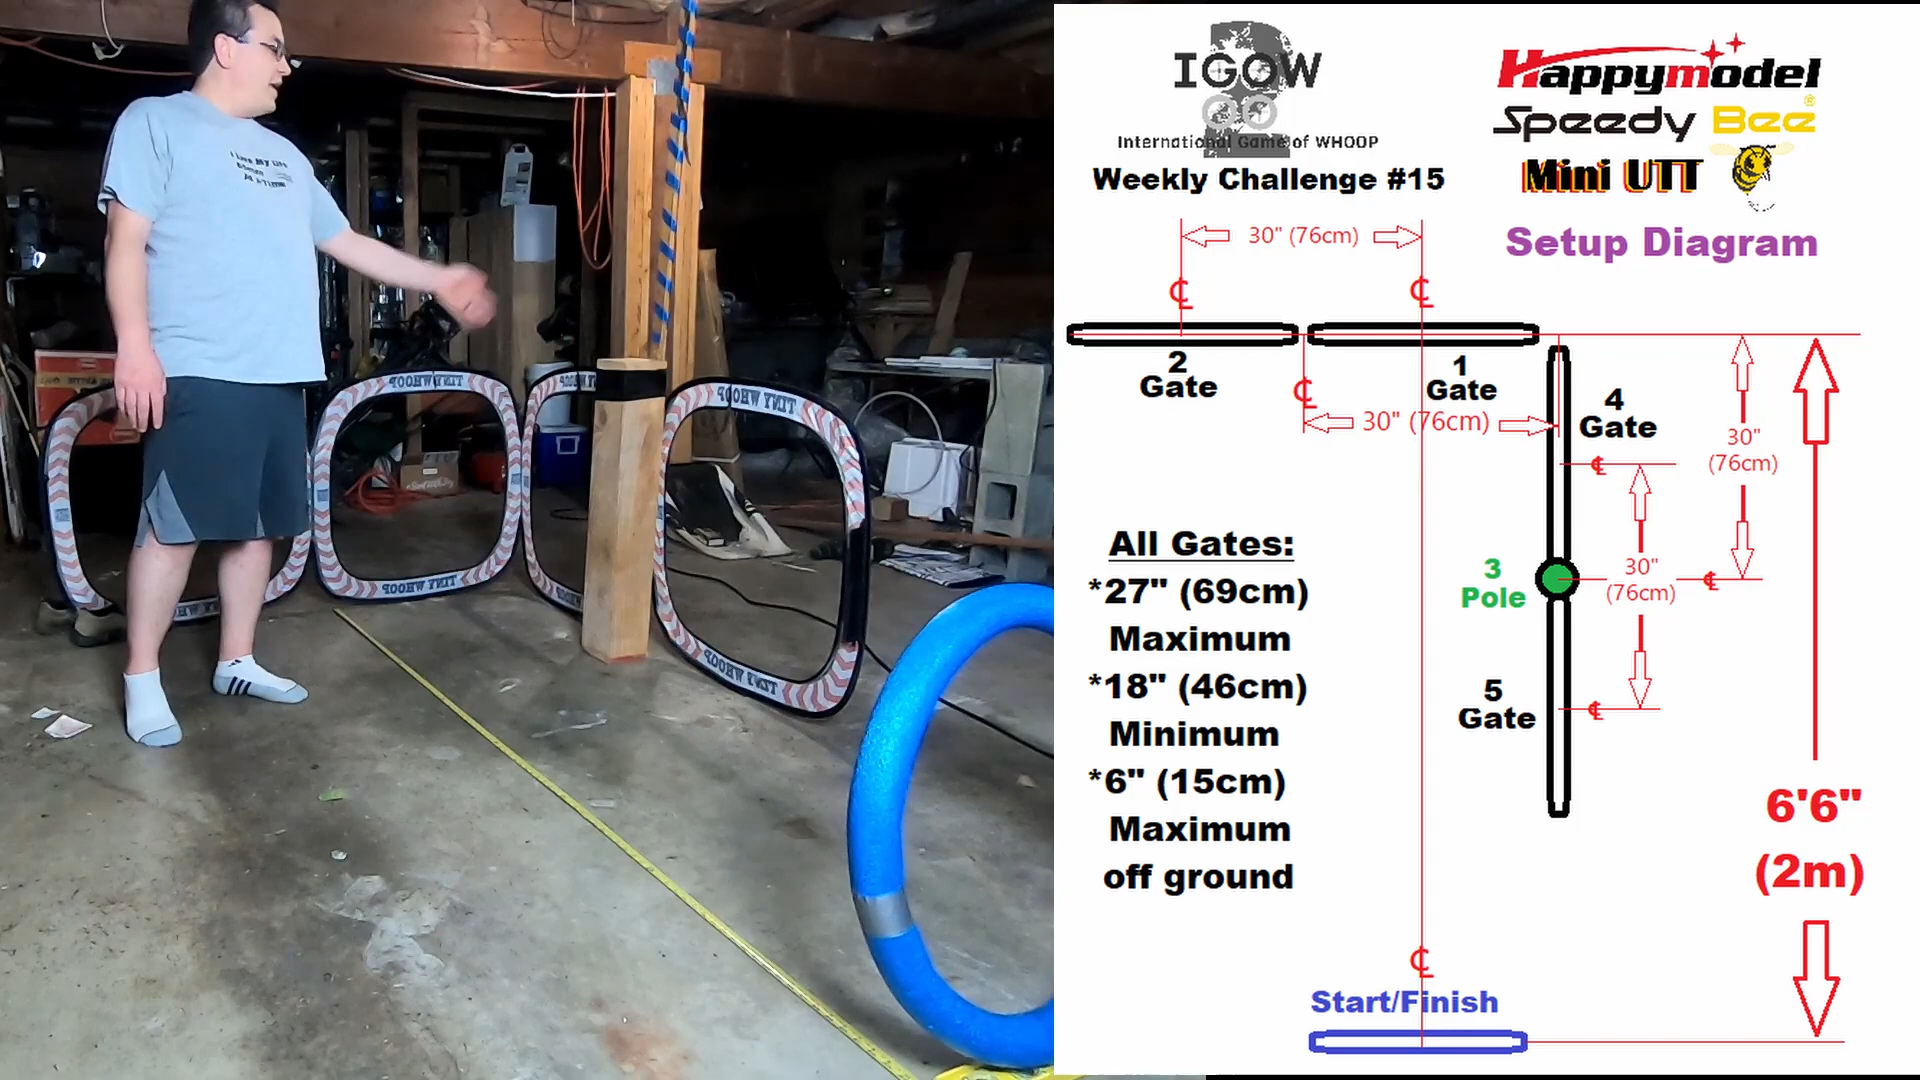 TINY WHOOP
TINY WHOOP
TINY WHOOP
TINY WHOOP
IGOW
2
International Game of WHOOP
Weekly Challenge #15
Happymodel
Speedy Bee
Mini UTT
Setup Diagram
30" (76cm)
℄
℄
2
Gate
1
Gate
℄
30" (76cm)
4
Gate
℄
30"
(76cm)
All Gates:
*27" (69cm)
Maximum
*18" (46cm)
Minimum
*6" (15cm)
Maximum
off ground
3
Pole
30"
(76cm)
℄
5
Gate
℄
6'6"
(2m)
℄
Start/Finish